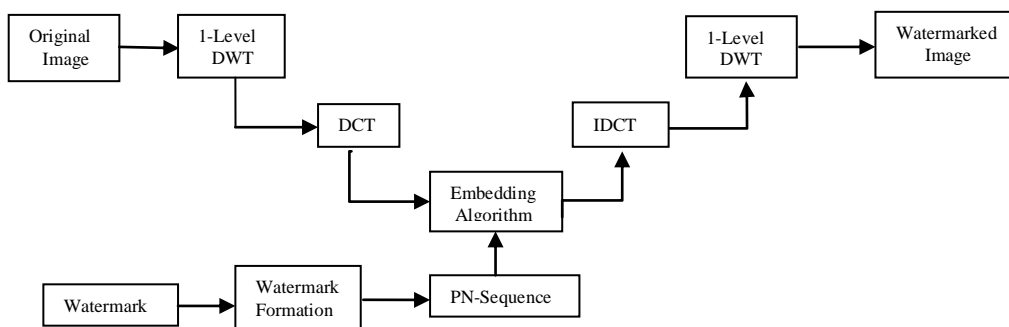 Original
Image
1-Level
DWT
DCT
Embedding
Algorithm
IDCT
1-Level
DWT
Watermarked
Image
Watermark
Watermark
Formation
PN-Sequence